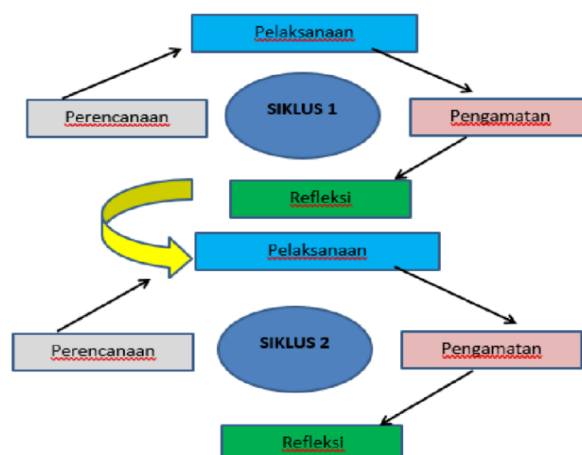 Pelaksanaan
SIKLUS 1
Perencanaan
Pengamatan
Refleksi
Pelaksanaan
SIKLUS 2
Perencanaan
Pengamatan
Refleksi